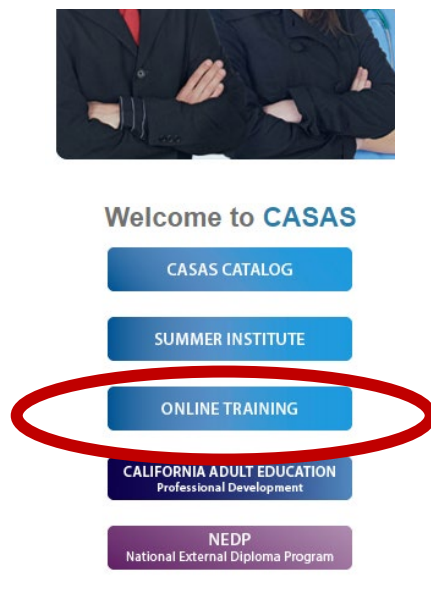 Welcome to CASAS
CASAS CATALOG
SUMMER INSTITUTE
ONLINE TRAINING
CALIFORNIA ADULT EDUCATION
Professional Development
NEDP
National External Diploma Program